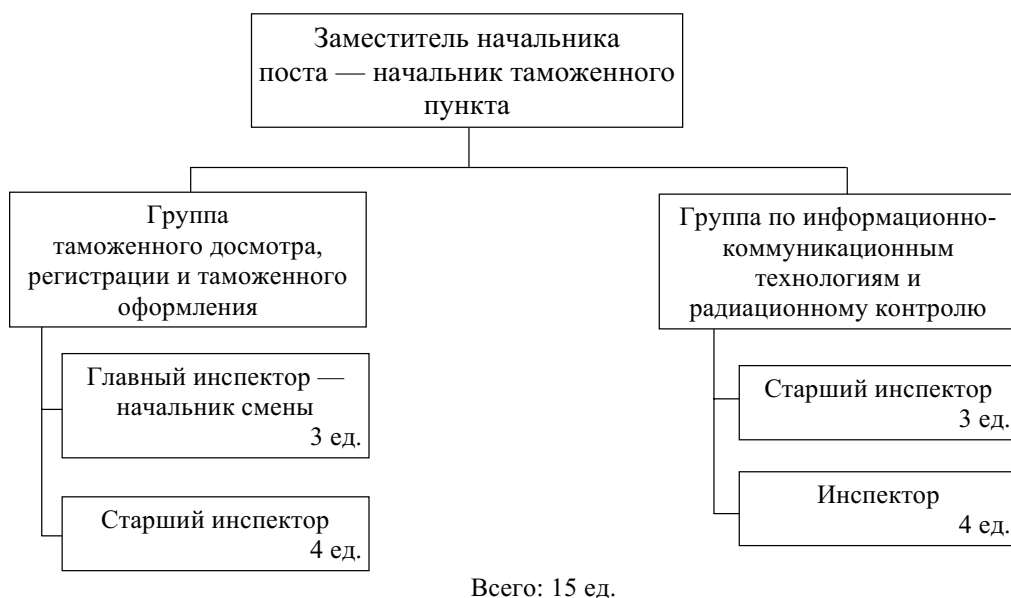 Заместитель начальника
поста — начальник таможенного
пункта
Группа
таможенного досмотра,
регистрации и таможенного
оформления
Главный инспектор —
начальник смены
3 ед.
Старший инспектор
4 ед.
Группа по информационно-
коммуникационным
технологиям и
радиационному контролю
Старший инспектор
3 ед.
Инспектор
4 ед.
Всего: 15 ед.